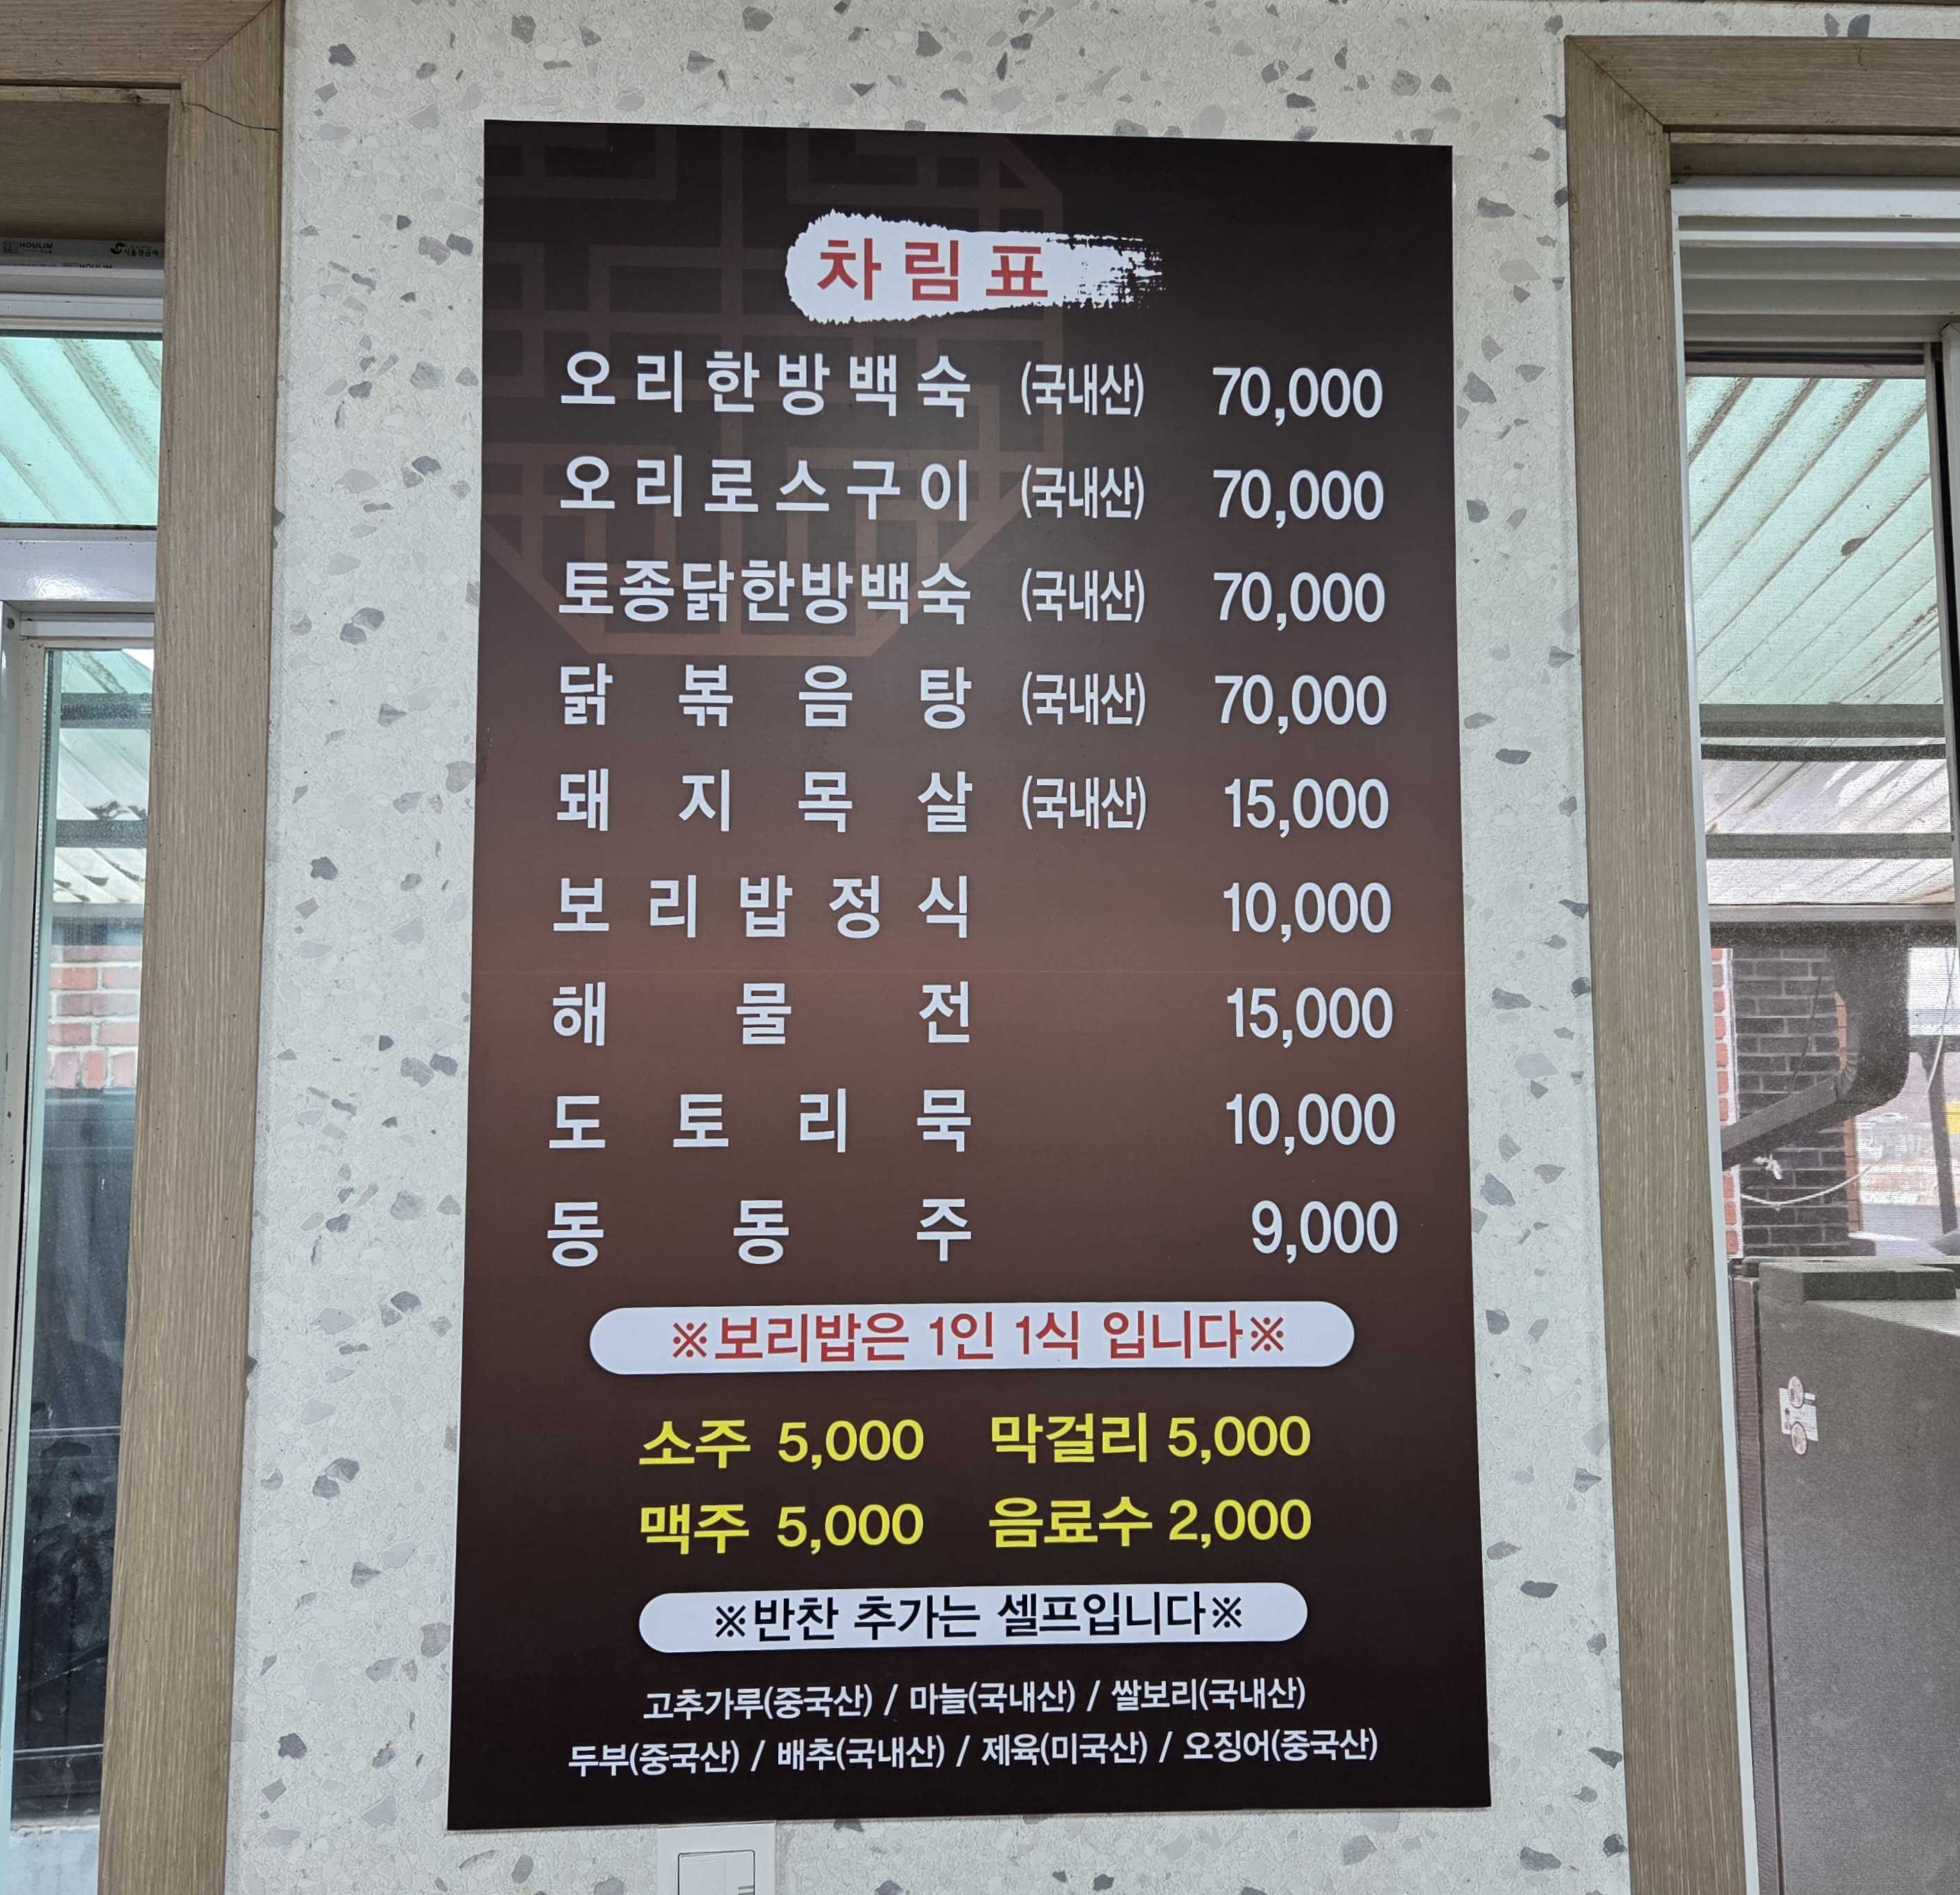 차림표
오리한방백숙 (국내산) 70,000
오리로스구이 (국내산) 70,000
토종닭한방백숙 (국내산) 70,000
닭볶음탕 (국내산) 70,000
돼지목살 (국내산) 15,000
보리밥정식 10,000
해물전 15,000
도토리묵 10,000
동동주 9,000
※보리밥은 1인 1식 입니다※
소주 5,000 막걸리 5,000
맥주 5,000 음료수 2,000
※반찬 추가는 셀프입니다※
고추가루(중국산) / 마늘(국내산) / 쌀보리(국내산)
두부(중국산) / 배추(국내산) / 제육(미국산) / 오징어(중국산)
HOULIM